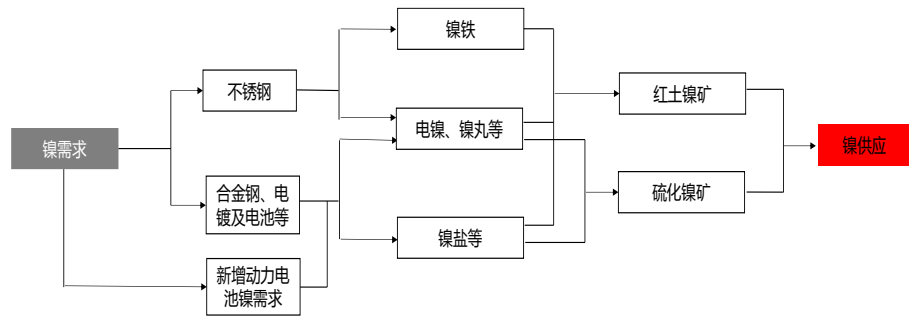 镍铁
不锈钢
红土镍矿
电镍、镍丸等
镍需求
镍供应
合金钢、电
镀及电池等
硫化镍矿
镍盐等
新增动力电
池镍需求